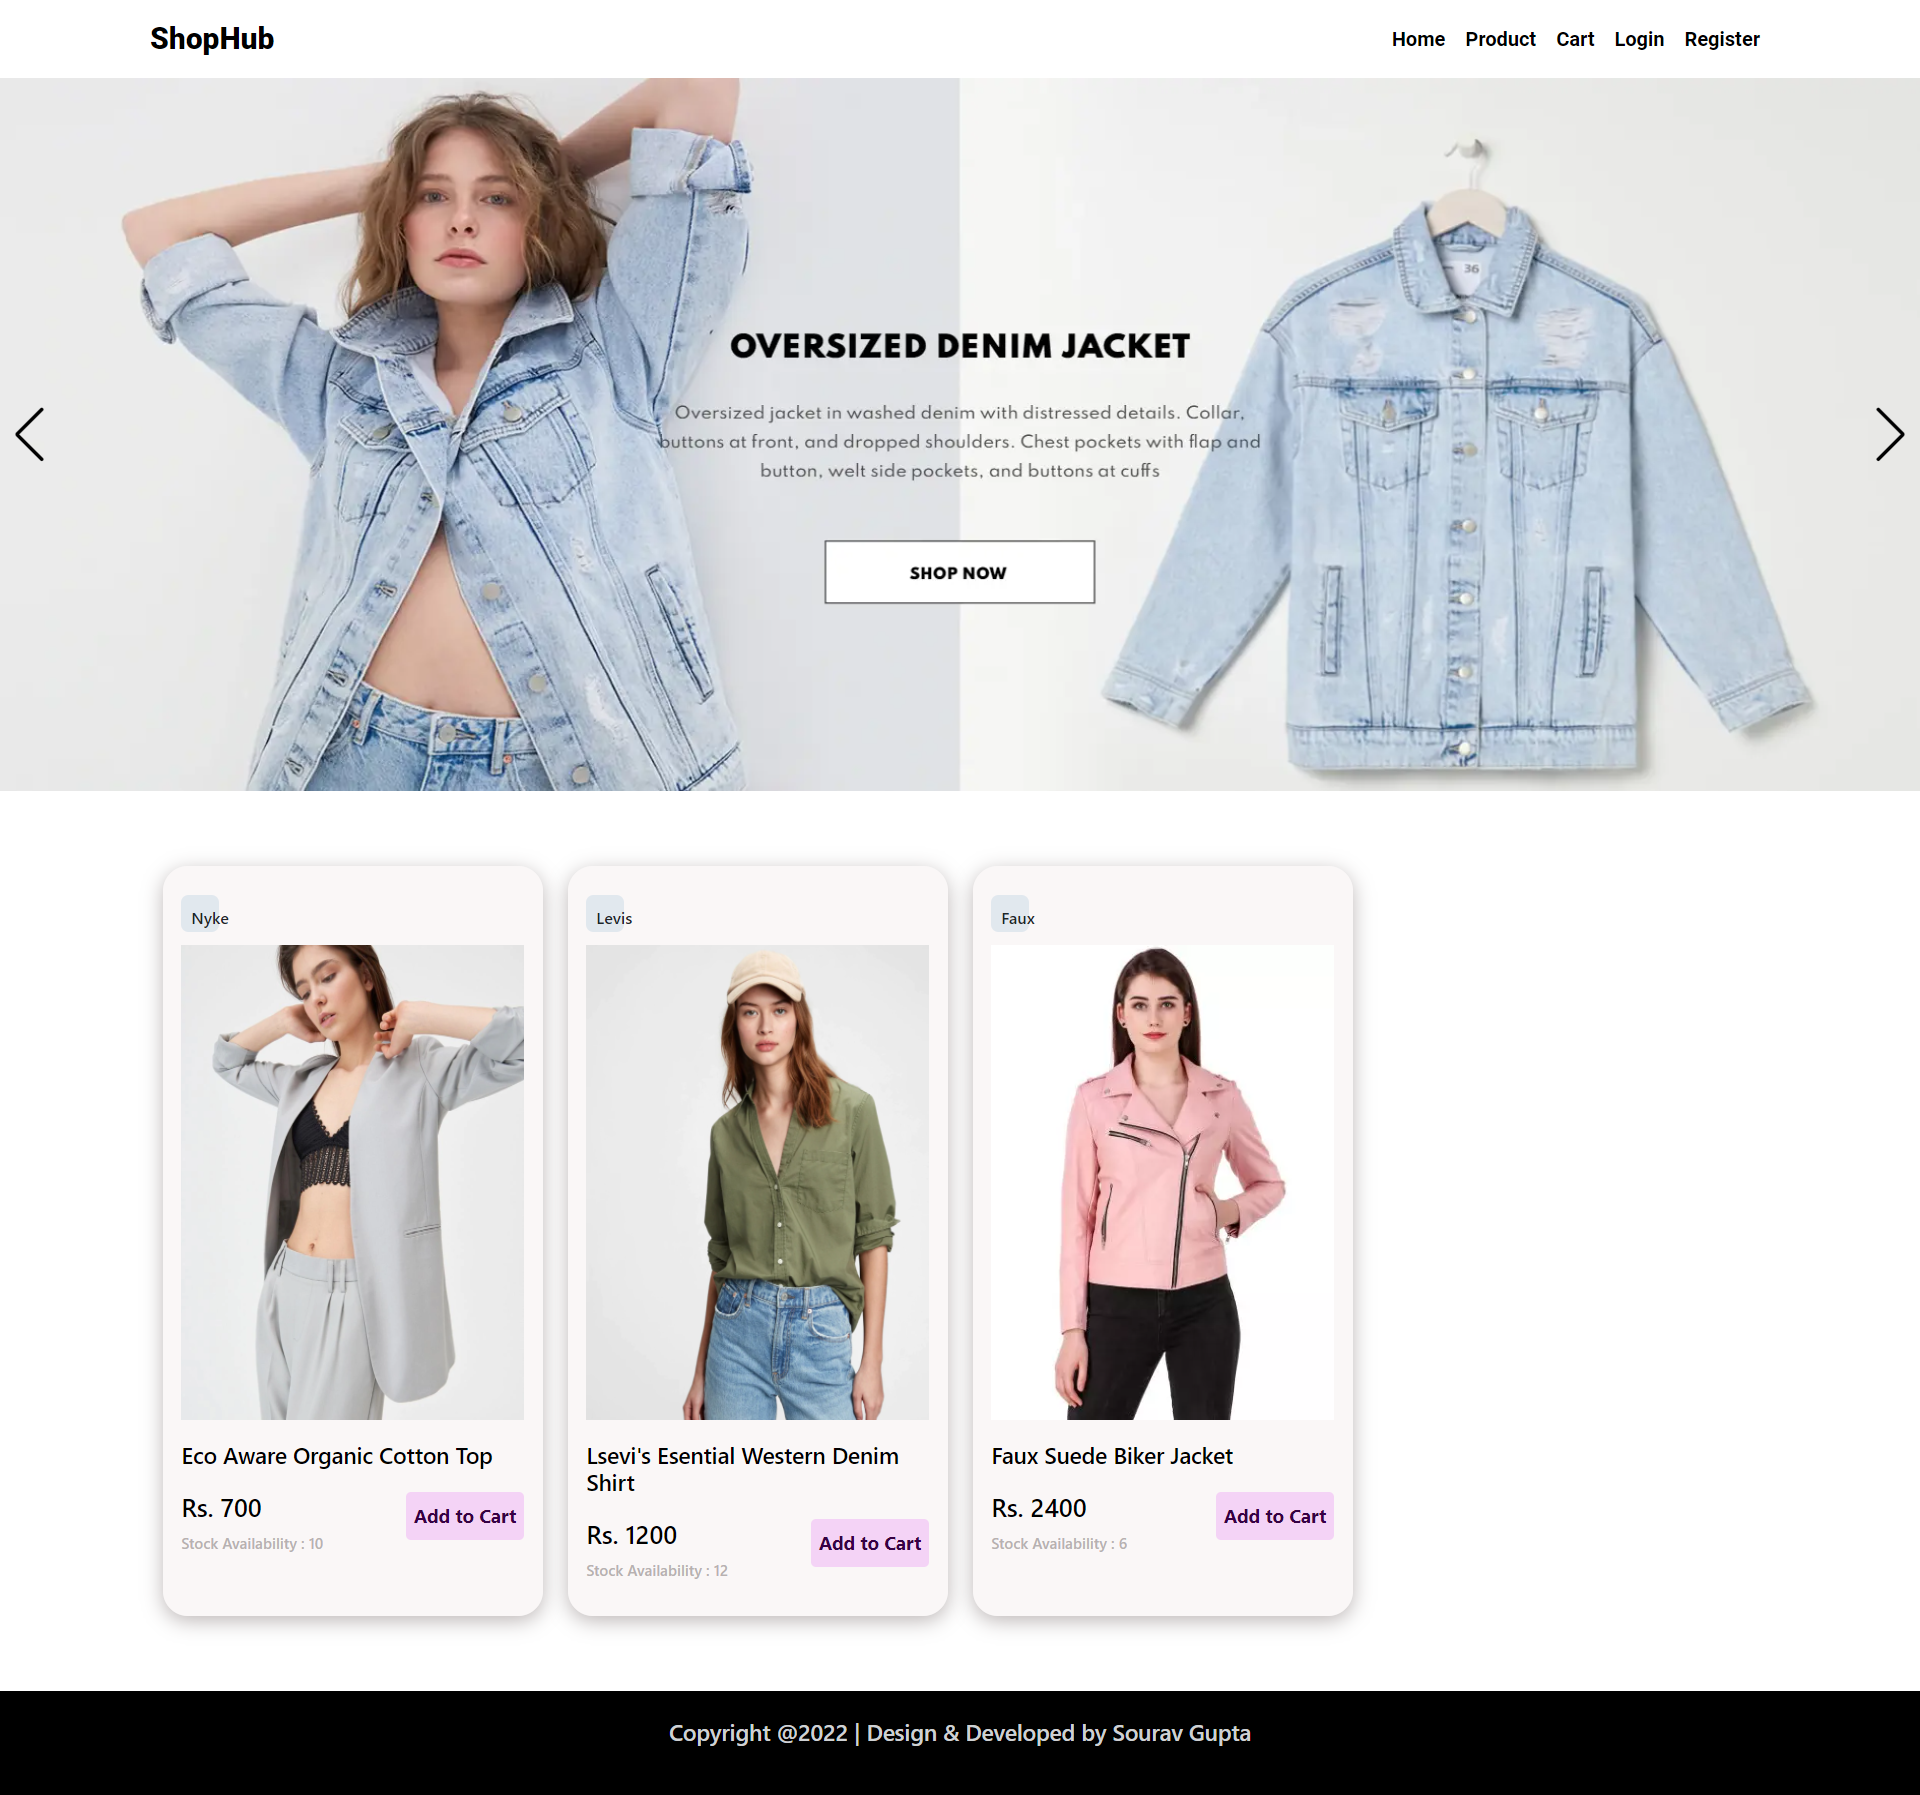 ShopHub
Home Product Cart Login Register
36
OVERSIZED DENIM JACKET
Oversized jacket in washed denim with distressed details. Collar,
buttons at front, and dropped shoulders. Chest pockets with flap and
button, welt side pockets, and buttons at cuffs
SHOP NOW
Nyke
Eco Aware Organic Cotton Top
Rs. 700
Add to Cart
Stock Availability : 10
Levis
Lsevi's Esential Western Denim
Shirt
Rs. 1200
Add to Cart
Stock Availability : 12
Faux
Faux Suede Biker Jacket
Rs. 2400
Add to Cart
Stock Availability : 6
Copyright @2022 | Design & Developed by Sourav Gupta